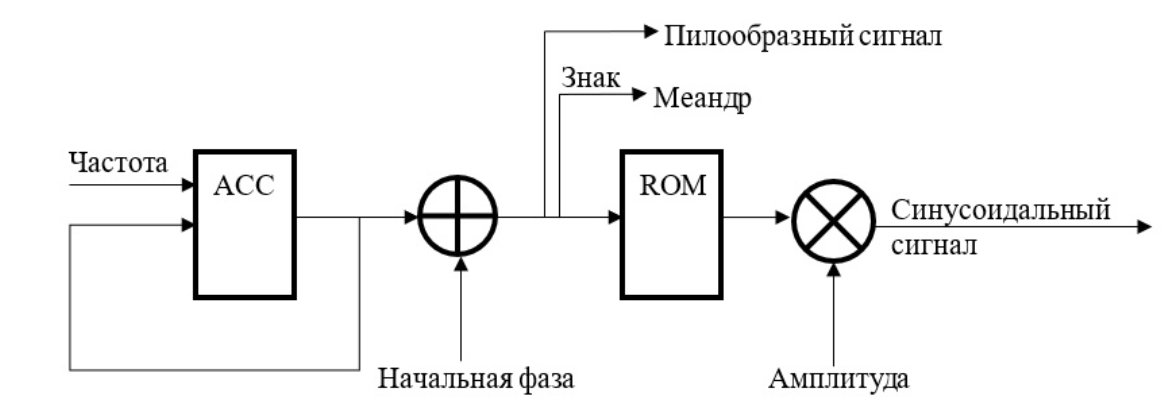 Пилообразный сигнал
Знак
Меандр
Частота
ACC
ROM
Синусоидальный
сигнал
Начальная фаза
Амплитуда